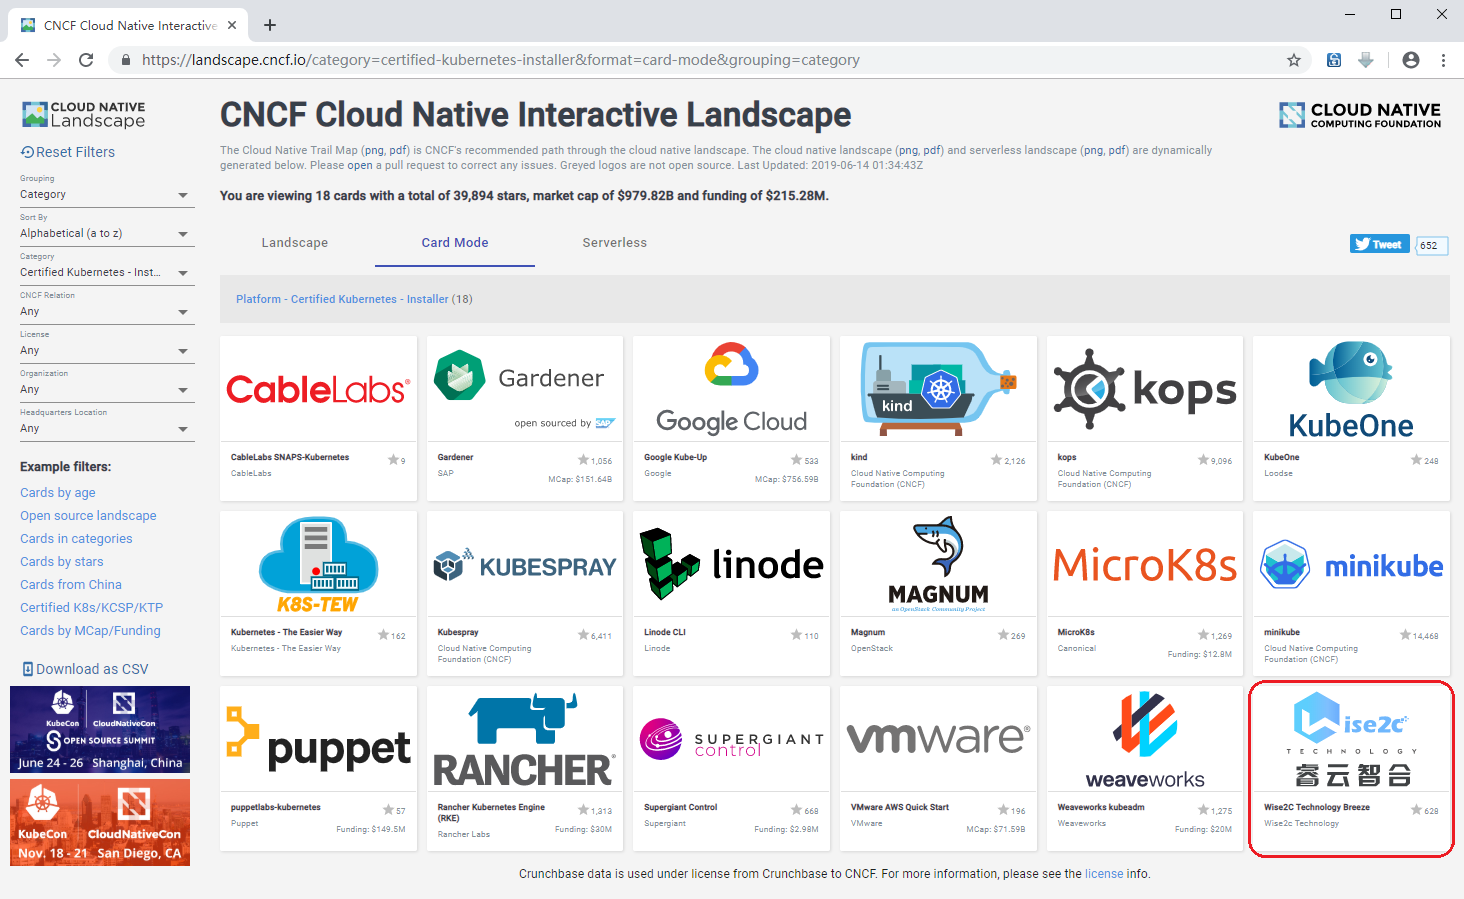 CNCF Cloud Native Interactive
https://landscape.cncf.io/category=certified-kubernetes-installer&format=card-mode&grouping=category
CLOUD NATIVE
Landscape
Reset Filters
Grouping
Category
Sort By
Alphabetical (a to z)
Category
Certified Kubernetes - Inst...
CNCF Relation
Any
License
Any
Organization
Any
Headquarters Location
Any
Example filters:
Cards by age
Open source landscape
Cards in categories
Cards by stars
Cards from China
Certified K8s/KCSP/KTP
Cards by MCap/Funding
Download as CSV
KubeCon
CloudNativeCon
OPEN SOURCE SUMMIT
June 24 - 26 Shanghai, China
KubeCon
CloudNativeCon
Nov. 18 - 21 San Diego, CA
CNCF Cloud Native Interactive Landscape
CLOUD NATIVE
COMPUTING FOUNDATION
The Cloud Native Trail Map (png, pdf) is CNCF's recommended path through the cloud native landscape. The cloud native landscape (png, pdf) and serverless landscape (png, pdf) are dynamically
generated below. Please open a pull request to correct any issues. Greyed logos are not open source. Last Updated: 2019-06-14 01:34:43Z
You are viewing 18 cards with a total of 39,894 stars, market cap of $979.82B and funding of $215.28M.
Landscape
Card Mode
Serverless
Tweet
652
Platform - Certified Kubernetes - Installer (18)
CableLabs®
CableLabs SNAPS-Kubernetes
9
CableLabs
Gardener
open sourced by SAP
Gardener
1,056
SAP
MCap: $151.64B
Google Cloud
Google Kube-Up
533
Google
MCap: $756.59B
kind
kind
2,126
Cloud Native Computing
Foundation (CNCF)
kops
kops
9,096
Cloud Native Computing
Foundation (CNCF)
KubeOne
KubeOne
248
Loodse
K8S-TEW
Kubernetes - The Easier Way
162
Kubernetes - The Easier Way
KUBESPRAY
Kubespray
6,411
Cloud Native Computing
Foundation (CNCF)
linode
Linode CLI
110
Linode
MAGNUM
an OpenStack Community Project
Magnum
269
OpenStack
MicroK8s
MicroK8s
1,269
Canonical
Funding: $12.8M
minikube
minikube
14,468
Cloud Native Computing
Foundation (CNCF)
puppet
puppetlabs-kubernetes
57
Puppet
Funding: $149.5M
RANCHER®
Rancher Kubernetes Engine
(RKE)
1,313
Rancher Labs
Funding: $30M
SUPERGIANT
control
Supergiant Control
668
Supergiant
Funding: $2.98M
vmware®
VMware AWS Quick Start
196
VMware
MCap: $71.59B
weaveworks
Weaveworks kubeadm
1,275
Weaveworks
Funding: $20M
ise2c
TECHNOLOGY
睿云智合
Wise2C Technology Breeze
628
Wise2c Technology
Crunchbase data is used under license from Crunchbase to CNCF. For more information, please see the license info.